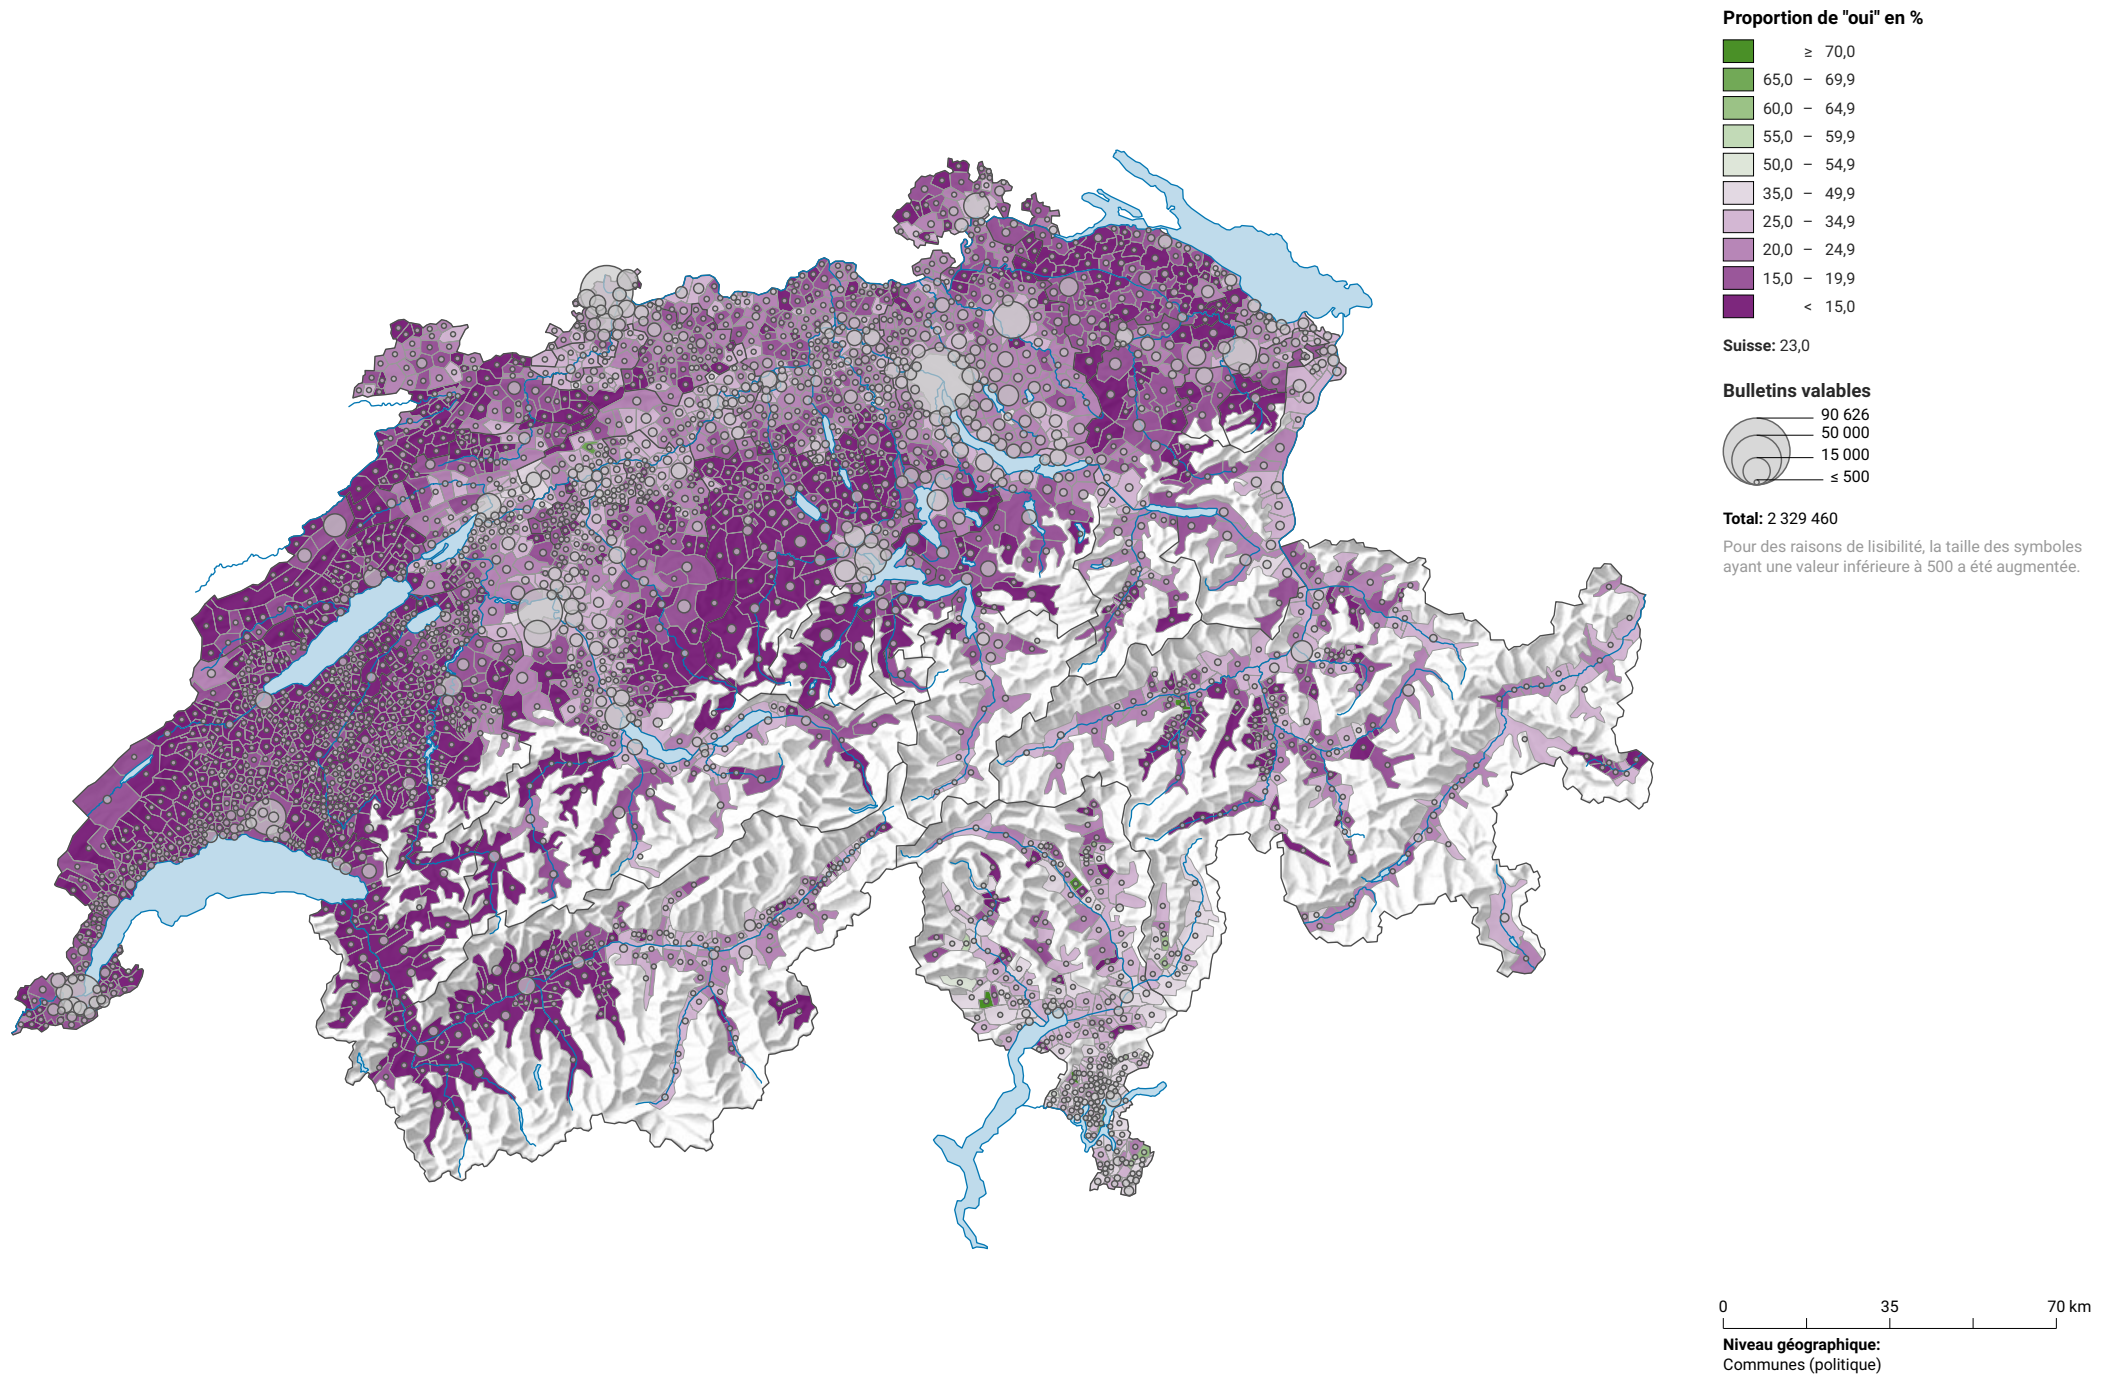 Proportion de "oui" en %
≥ 70,0
65,0 – 69,9
60,0 – 64,9
55,0 – 59,9
50,0 – 54,9
35,0 – 49,9
25,0 – 34,9
20,0 – 24,9
15,0 – 19,9
< 15,0
Suisse: 23,0
Bulletins valables
90 626
50 000
15 000
≤ 500
Total: 2 329 460
Pour des raisons de lisibilité, la taille des symboles
ayant une valeur inférieure à 500 a été augmentée.
0 35 70 km
Niveau géographique:
Communes (politique)